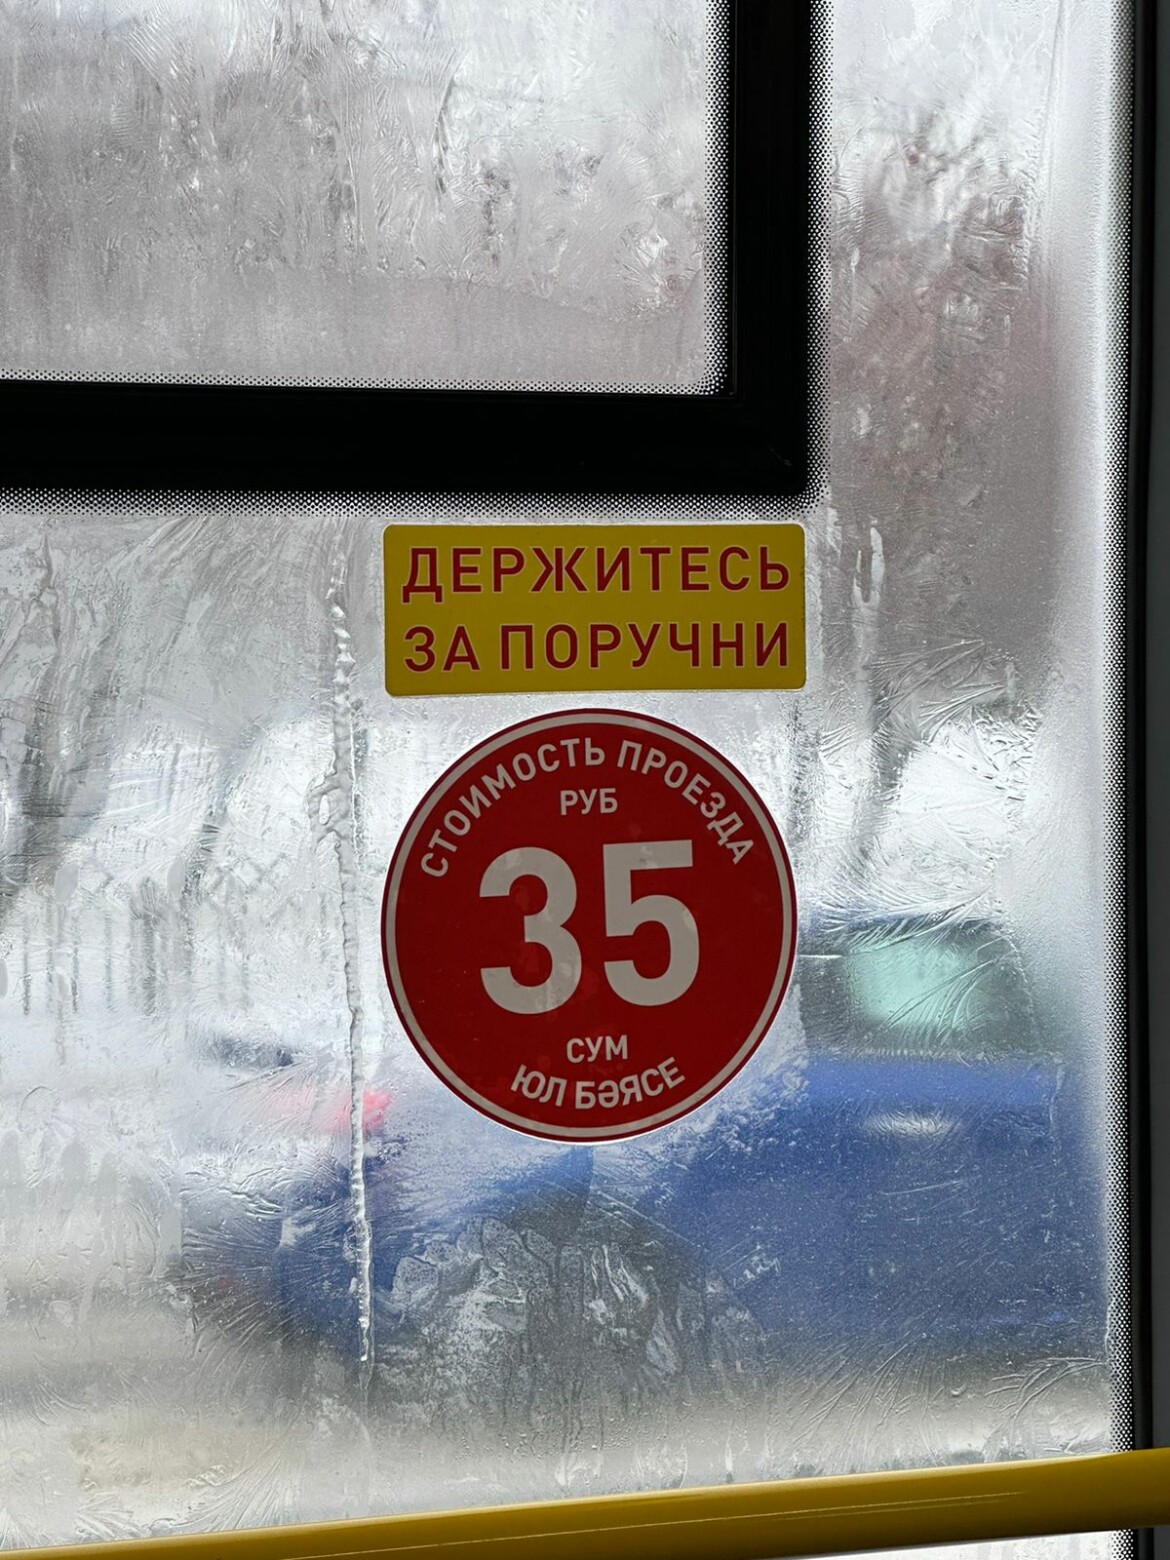 ДЕРЖИТЕСЬ
ЗА ПОРУЧНИ
СТОИМОСТЬ ПРОЕЗДА
РУБ
35
СУМ
ЮЛ БӘЯСЕ